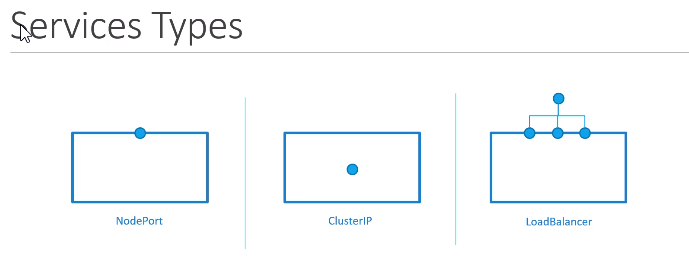 Services Types
NodePort
ClusterIP
LoadBalancer